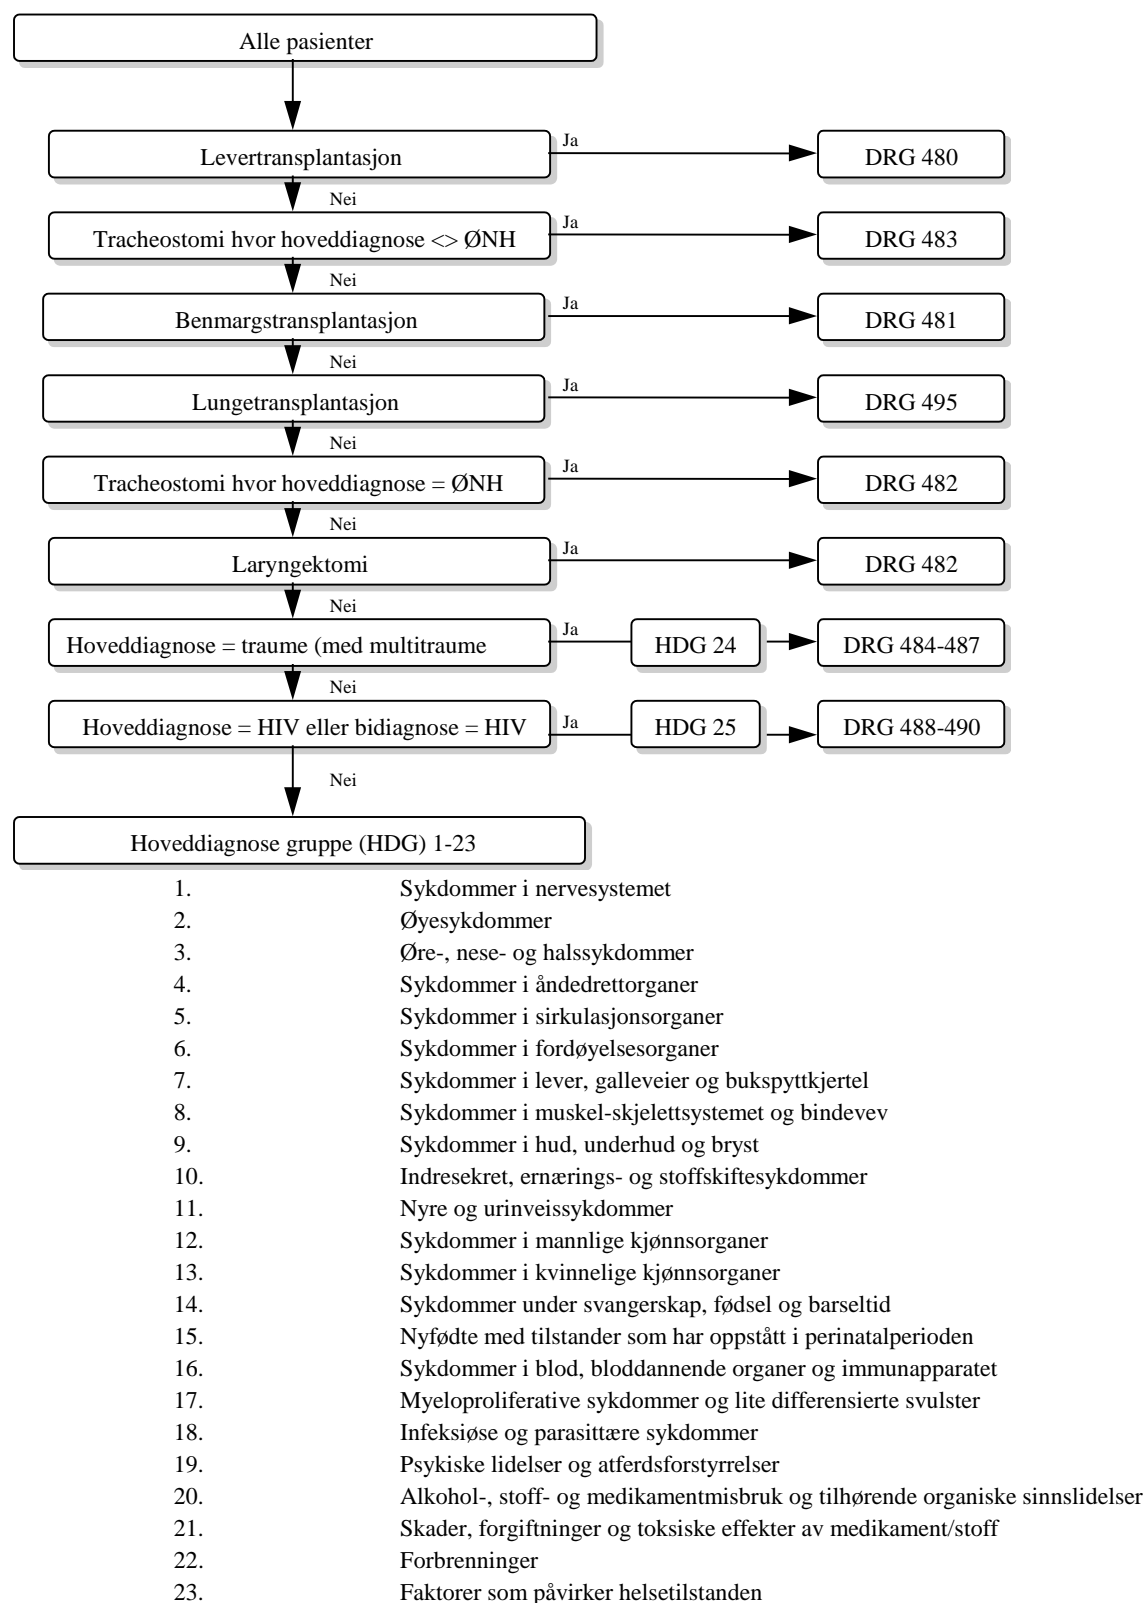 Alle pasienter
Levertransplantasjon
Ja
DRG 480
Nei
Tracheostomi hvor hoveddiagnose <> ØNH
Ja
DRG 483
Nei
Benmargstransplantasjon
Ja
DRG 481
Nei
Lungetransplantasjon
Ja
DRG 495
Nei
Tracheostomi hvor hoveddiagnose = ØNH
Ja
DRG 482
Nei
Laryngektomi
Ja
DRG 482
Nei
Hoveddiagnose = traume (med multitraume
Ja
HDG 24
DRG 484-487
Nei
Hoveddiagnose = HIV eller bidiagnose = HIV
Ja
HDG 25
DRG 488-490
Nei
Hoveddiagnose gruppe (HDG) 1-23
1. Sykdommer i nervesystemet
2. Øyesykdommer
3. Øre-, nese- og halssykdommer
4. Sykdommer i åndedrettorganer
5. Sykdommer i sirkulasjonsorganer
6. Sykdommer i fordøyelsesorganer
7. Sykdommer i lever, galleveier og bukspyttkjertel
8. Sykdommer i muskel-skjelettsystemet og bindevev
9. Sykdommer i hud, underhud og bryst
10. Indresekret, ernærings- og stoffskiftesykdommer
11. Nyre og urinveissykdommer
12. Sykdommer i mannlige kjønnsorganer
13. Sykdommer i kvinnelige kjønnsorganer
14. Sykdommer under svangerskap, fødsel og barseltid
15. Nyfødte med tilstander som har oppstått i perinatalperioden
16. Sykdommer i blod, bloddannende organer og immunapparatet
17. Myeloproliferative sykdommer og lite differensierte svulster
18. Infeksiøse og parasittære sykdommer
19. Psykiske lidelser og atferdsforstyrrelser
20. Alkohol-, stoff- og medikamentmisbruk og tilhørende organiske sinnslidelser
21. Skader, forgiftninger og toksiske effekter av medikament/stoff
22. Forbrenninger
23. Faktorer som påvirker helsetilstanden